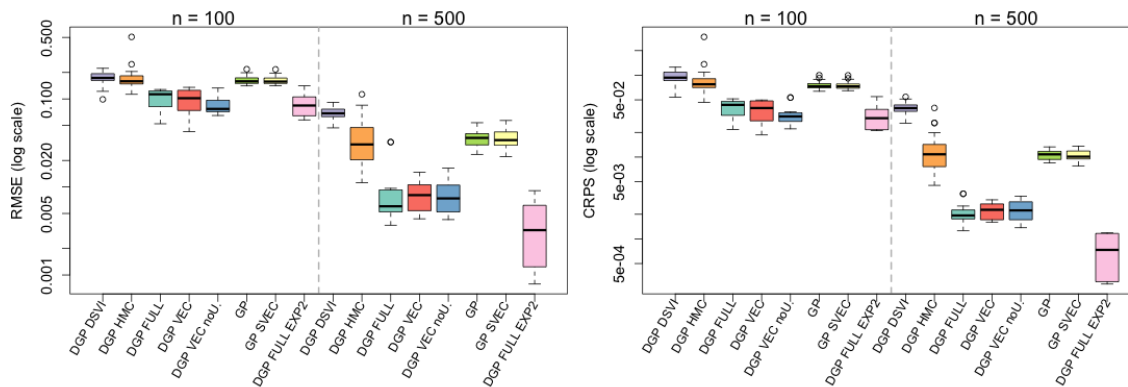 n = 100 n = 500
RMSE (log scale)
0.500
0.100
0.020
0.005
0.001
DGP DSVI
DGP HMC
DGP FULL
DGP VEC
DGP VEC noU.
GP
GP SVEC
DGP FULL EXP2
DGP DSVI
DGP HMC
DGP FULL
DGP VEC
DGP VEC noU.
GP
GP SVEC
DGP FULL EXP2
n = 100 n = 500
CRPS (log scale)
5e-02
5e-03
5e-04
DGP DSVI
DGP HMC
DGP FULL
DGP VEC
DGP VEC noU.
GP
GP SVEC
DGP FULL EXP2
DGP DSVI
DGP HMC
DGP FULL
DGP VEC
DGP VEC noU.
GP
GP SVEC
DGP FULL EXP2